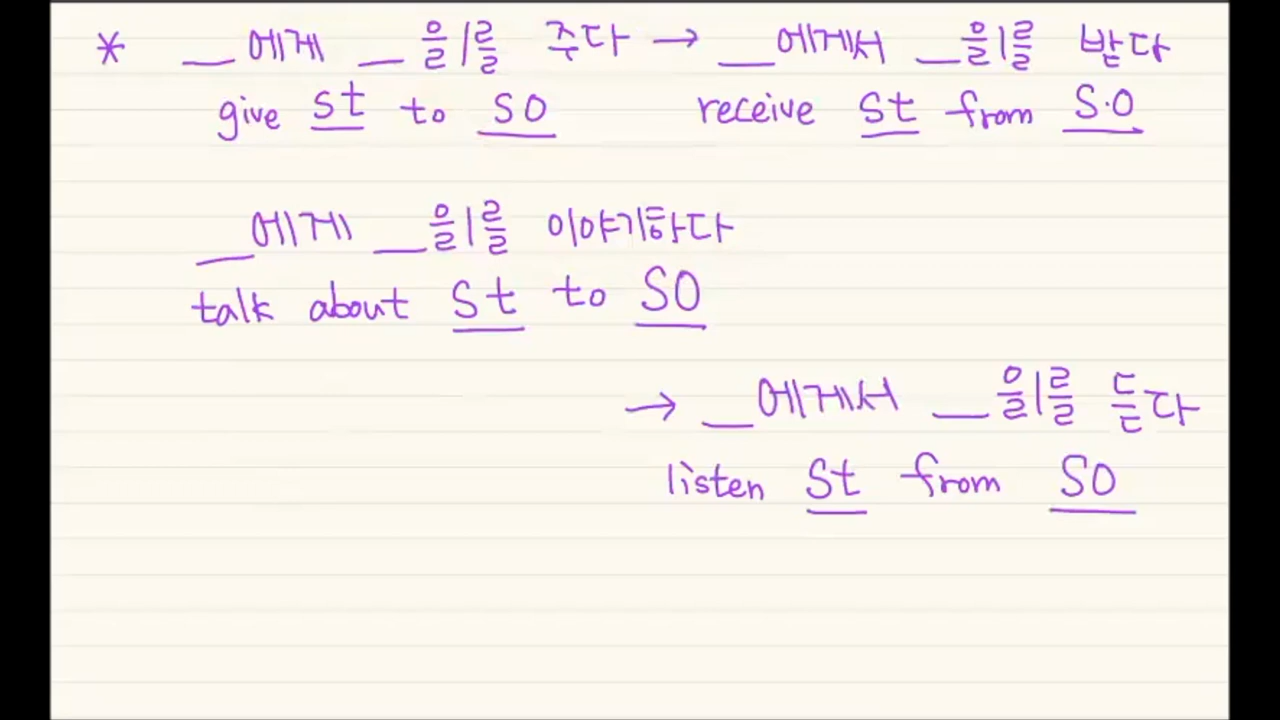 * __에게 __을/를 주다 → __에게서 __을/를 받다
give st to so receive st from s.o
__에게 __을/를 이야기하다
talk about st to so
→ __에게서 __을/를 듣다
listen st from so